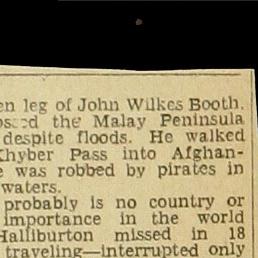 en leg of John Wilkes Booth.
the Malay Peninsula
despite floods. He walked
Khyber Pass into Afghan-
e was robbed by pirates in
waters.
probably is no country or
importance in the world
Halliburton missed in 18
traveling—interrupted only